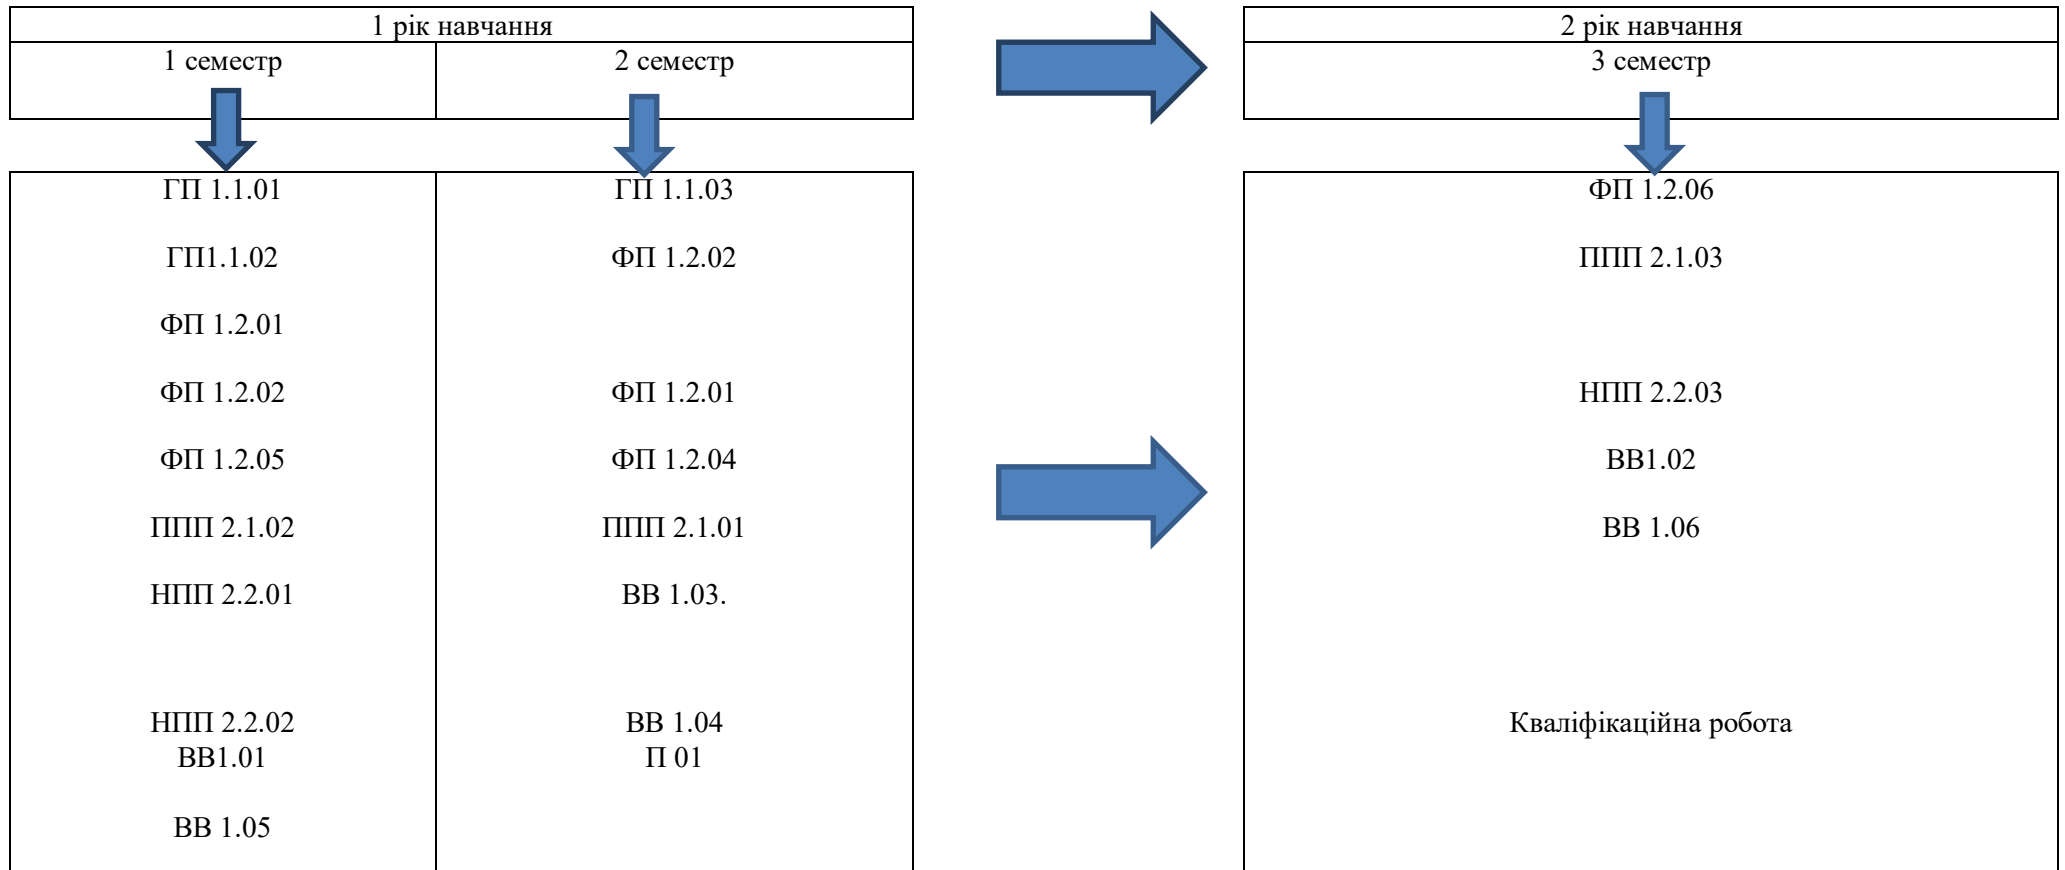 1 рік навчання
2 рік навчання
1 семестр
2 семестр
3 семестр
ГП 1.1.01
ГП1.1.02
ФП 1.2.01
ФП 1.2.02
ФП 1.2.05
ППП 2.1.02
НПП 2.2.01
НПП 2.2.02
ВВ1.01
ВВ 1.05
ГП 1.1.03
ФП 1.2.02
ФП 1.2.01
ФП 1.2.04
ППП 2.1.01
ВВ 1.03.
ВВ 1.04
П 01
ФП 1.2.06
ППП 2.1.03
НПП 2.2.03
ВВ1.02
ВВ 1.06
Кваліфікаційна робота